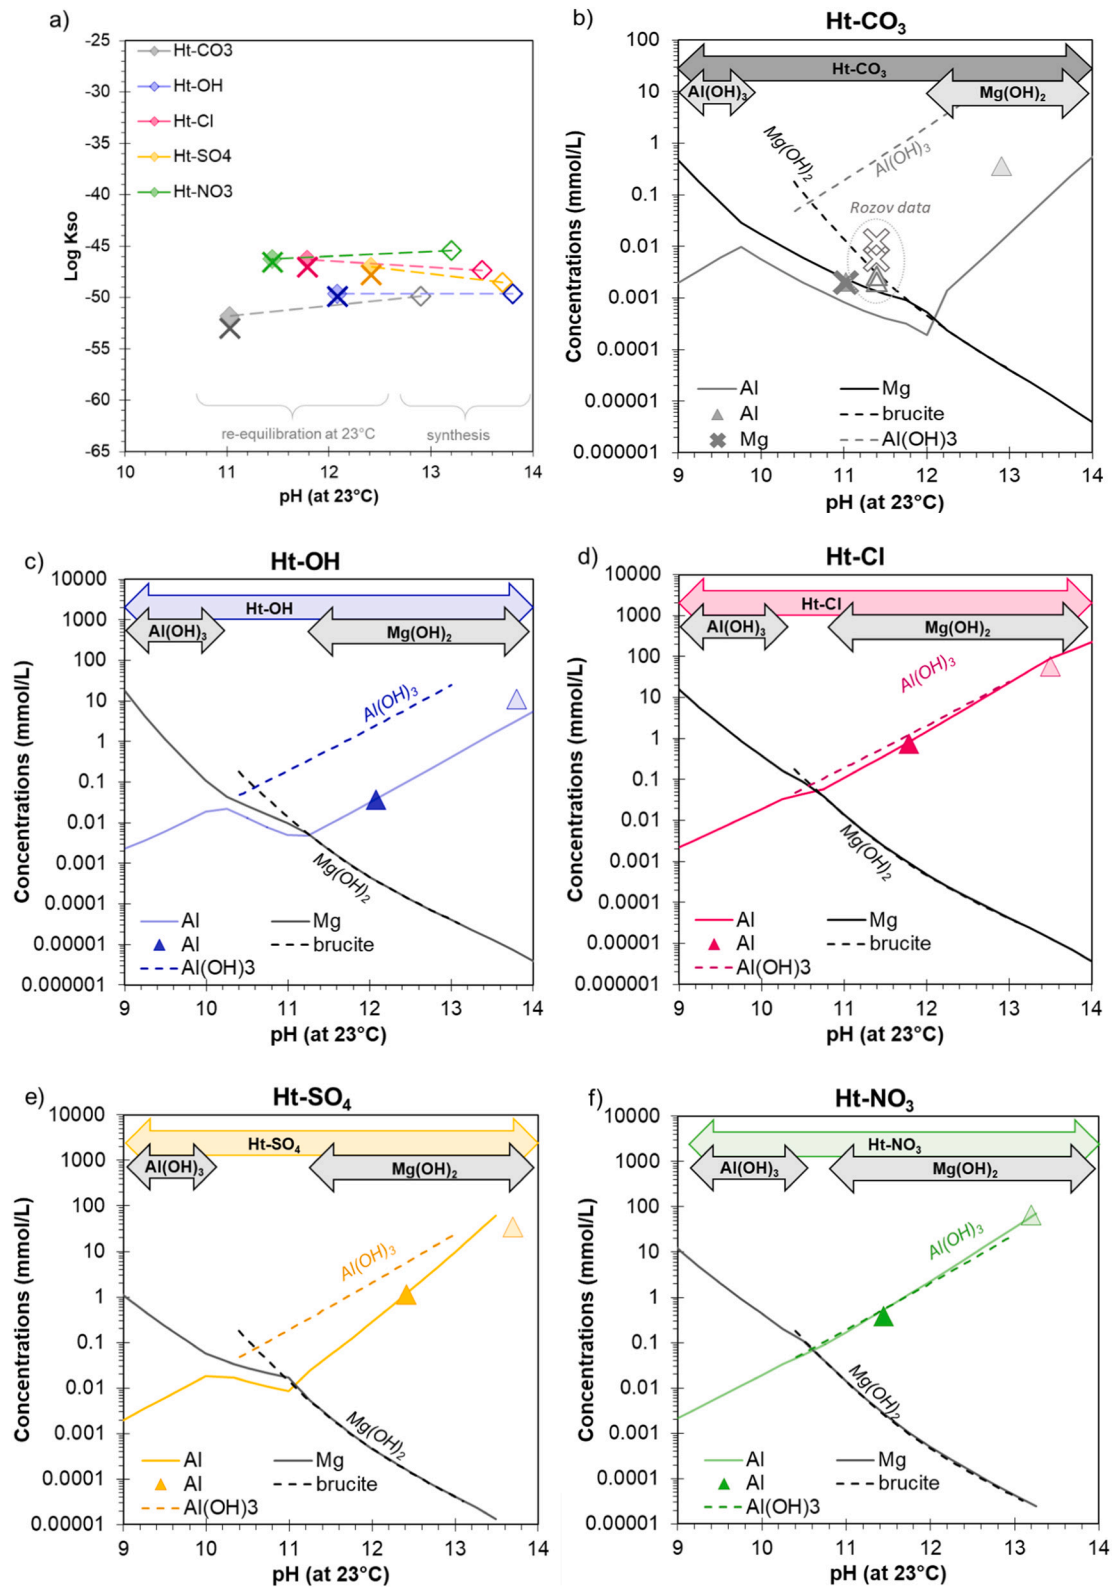 a)
-25
-30
-35
-40
-45
-50
-55
-60
-65
Log Kso
Ht-CO3
Ht-OH
Ht-Cl
Ht-SO4
Ht-NO3
re-equilibration at 23°C
synthesis
10 11 12 13 14
pH (at 23°C)
b)
Ht-CO₃
100
10
1
0.1
0.01
0.001
0.0001
0.00001
0.000001
Concentrations (mmol/L)
Ht-CO₃
Al(OH)₃
Mg(OH)₂
Mg(OH)₂
Al(OH)₃
Rozov data
Al Mg
Al brucite
Mg Al(OH)3
9 10 11 12 13 14
pH (at 23°C)
c)
Ht-OH
10000
1000
100
10
1
0.1
0.01
0.001
0.0001
0.00001
0.000001
Concentrations (mmol/L)
Ht-OH
Al(OH)₃
Mg(OH)₂
Al(OH)₃
Mg(OH)₂
Al Mg
Al brucite
Al(OH)3
9 10 11 12 13 14
pH (at 23°C)
d)
Ht-Cl
10000
1000
100
10
1
0.1
0.01
0.001
0.0001
0.00001
0.000001
Concentrations (mmol/L)
Ht-Cl
Al(OH)₃
Mg(OH)₂
Al(OH)₃
Mg(OH)₂
Al Mg
Al brucite
Al(OH)3
9 10 11 12 13 14
pH (at 23°C)
e)
Ht-SO₄
10000
1000
100
10
1
0.1
0.01
0.001
0.0001
0.00001
Concentrations (mmol/L)
Ht-SO₄
Al(OH)₃
Mg(OH)₂
Al(OH)₃
Mg(OH)₂
Al Mg
Al brucite
Al(OH)3
9 10 11 12 13 14
pH (at 23°C)
f)
Ht-NO₃
10000
1000
100
10
1
0.1
0.01
0.001
0.0001
0.00001
Concentrations (mmol/L)
Ht-NO₃
Al(OH)₃
Mg(OH)₂
Al(OH)₃
Mg(OH)₂
Al Mg
Al brucite
Al(OH)3
9 10 11 12 13 14
pH (at 23°C)